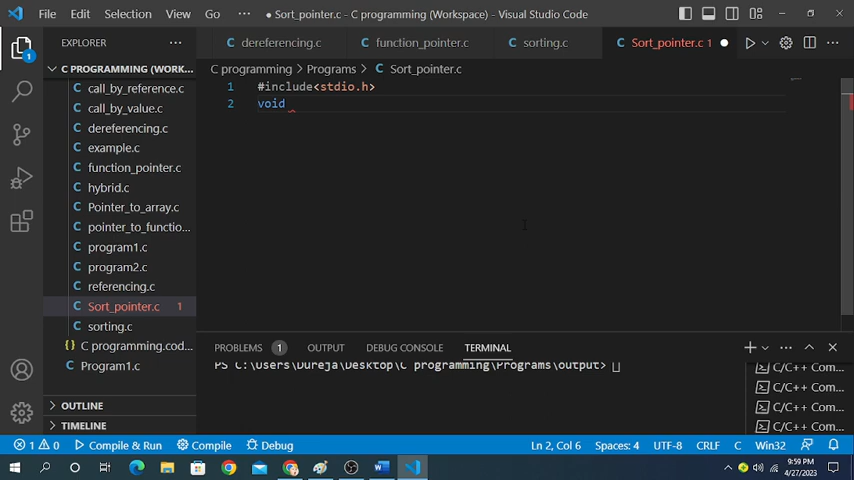 File Edit Selection View Go ··· ● Sort_pointer.c - C programming (Workspace) - Visual Studio Code
EXPLORER ···
C dereferencing.c C function_pointer.c C sorting.c C Sort_pointer.c 1 ●
C PROGRAMMING (WORK...
C programming > Programs > C Sort_pointer.c
C call_by_reference.c
C call_by_value.c
C dereferencing.c
C example.c
C function_pointer.c
C hybrid.c
C Pointer_to_array.c
C pointer_to_functio...
C program1.c
C program2.c
C referencing.c
C Sort_pointer.c 1
C sorting.c
{} C programming.cod...
C Program1.c
OUTLINE
TIMELINE
1 #include<stdio.h>
2 void
PROBLEMS 1 OUTPUT DEBUG CONSOLE TERMINAL
PS C:\Users\Dureja\Desktop\C programming\Programs\output>
C/C++ Com...
C/C++ Com...
C/C++ Com...
C/C++ Com...
1 0 Compile & Run Compile Debug Ln 2, Col 6 Spaces: 4 UTF-8 CRLF C Win32
9:59 PM
4/27/2023